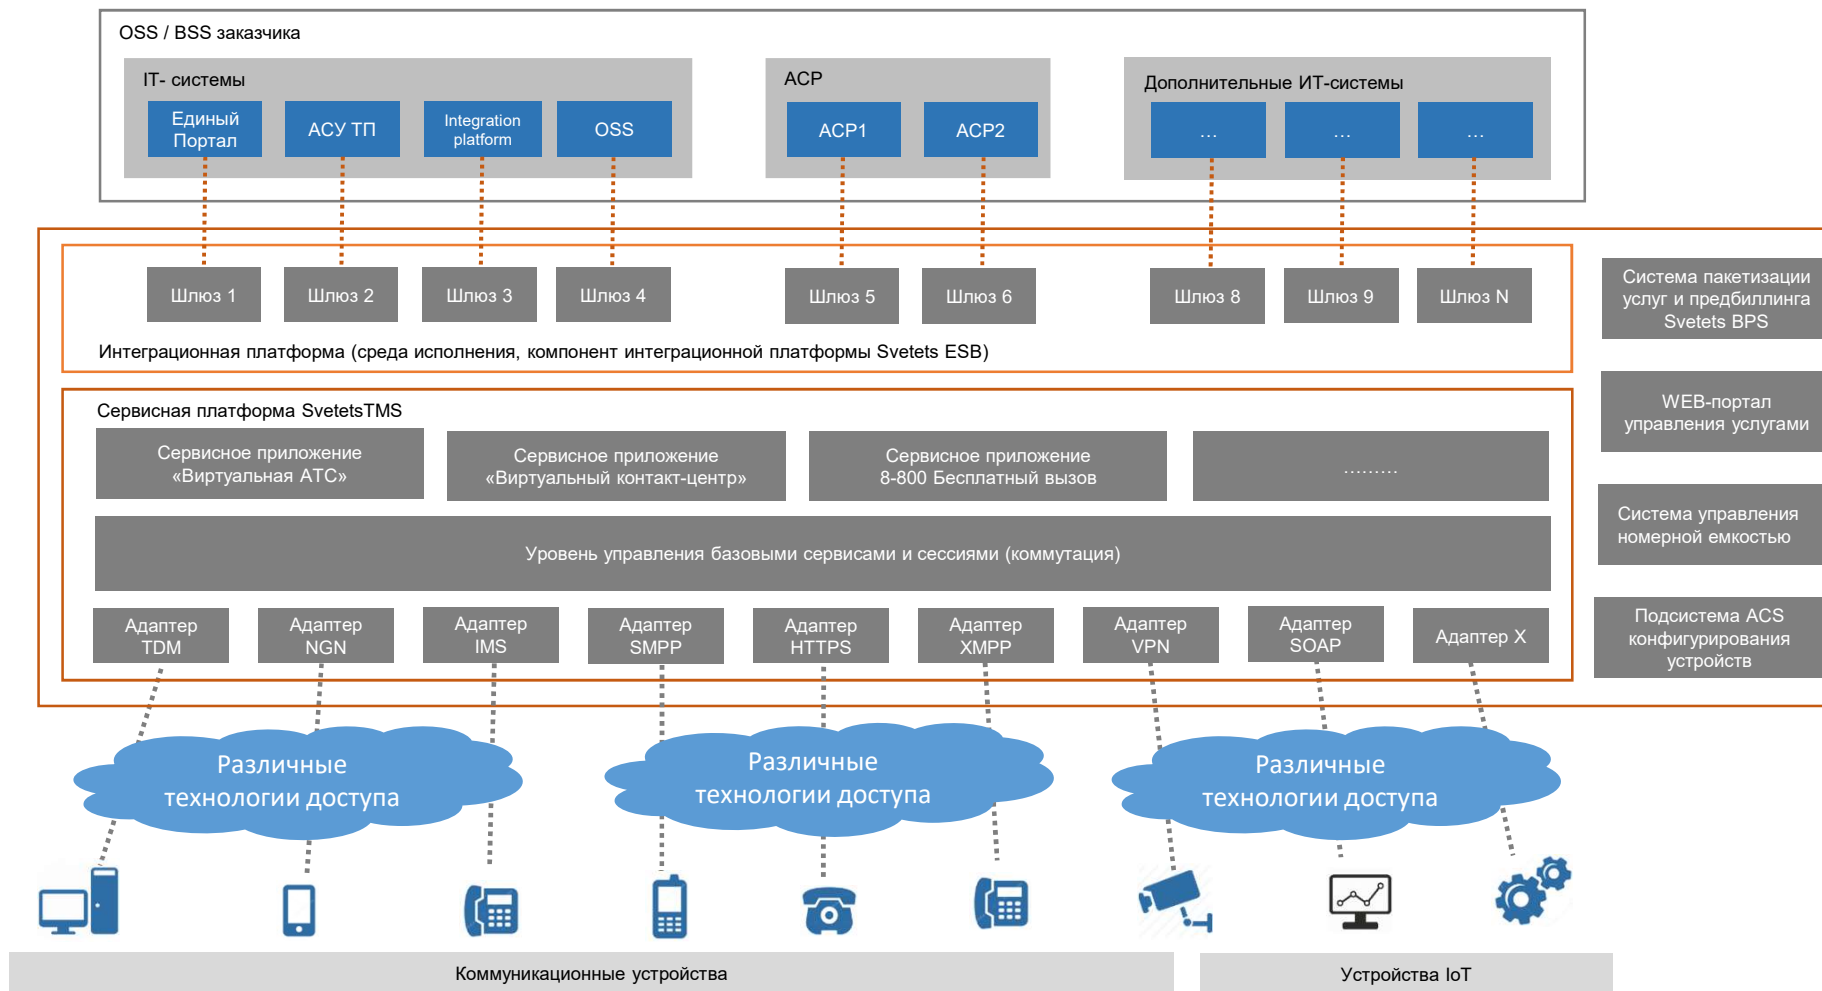 OSS / BSS заказчика
IT- системы
АСР
Дополнительные ИТ-системы
Единый
Портал
АСУ ТП
Integration
platform
OSS
АСР1
АСР2
...
...
...
Шлюз 1
Шлюз 2
Шлюз 3
Шлюз 4
Шлюз 5
Шлюз 6
Шлюз 8
Шлюз 9
Шлюз N
Интеграционная платформа (среда исполнения, компонент интеграционной платформы Svetets ESB)
Система пакетизации
услуг и предбиллинга
Svetets BPS
WEB-портал
управления услугами
Система управления
номерной емкостью
Подсистема ACS
конфигурирования
устройств
Сервисная платформа SvetetsTMS
Сервисное приложение
«Виртуальная АТС»
Сервисное приложение
«Виртуальный контакт-центр»
Сервисное приложение
8-800 Бесплатный вызов
.........
Уровень управления базовыми сервисами и сессиями (коммутация)
Адаптер
TDM
Адаптер
NGN
Адаптер
IMS
Адаптер
SMPP
Адаптер
HTTPS
Адаптер
XMPP
Адаптер
VPN
Адаптер
SOAP
Адаптер X
Различные
технологии доступа
Различные
технологии доступа
Различные
технологии доступа
Коммуникационные устройства
Устройства IoT